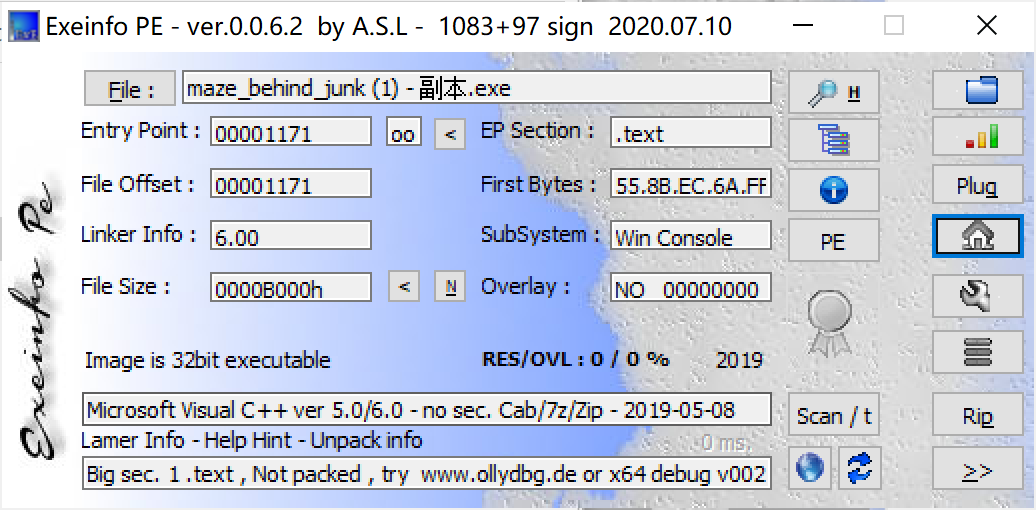 Exeinfo PE - ver.0.0.6.2 by A.S.L - 1083+97 sign 2020.07.10
File : maze_behind_junk (1) - 副本.exe H
Entry Point : 00001171 oo < EP Section : .text
File Offset : 00001171 First Bytes : 55.8B.EC.6A.FF Plug
Linker Info : 6.00 SubSystem : Win Console PE
File Size : 0000B000h < N Overlay : NO 00000000
Image is 32bit executable RES/OVL : 0 / 0 % 2019
Microsoft Visual C++ ver 5.0/6.0 - no sec. Cab/7z/Zip - 2019-05-08 Scan / t Rip
Lamer Info - Help Hint - Unpack info 0 ms.
Big sec. 1 .text , Not packed , try www.ollydbg.de or x64 debug v002 >>
Exeinfo Pe